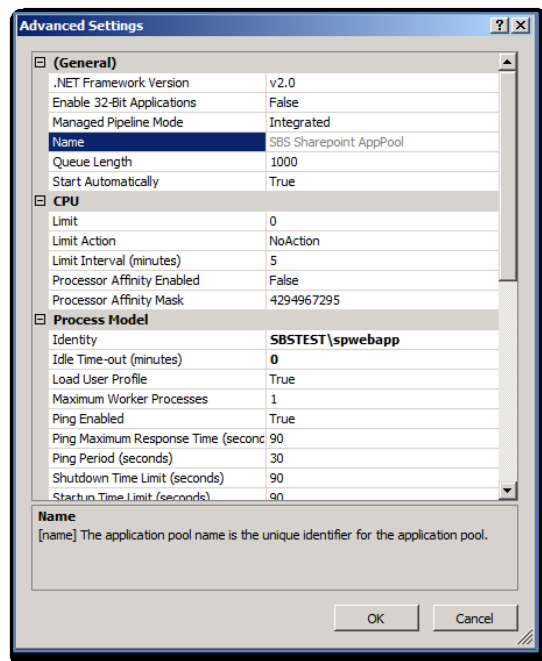 Advanced Settings
(General)
.NET Framework Version v2.0
Enable 32-Bit Applications False
Managed Pipeline Mode Integrated
Name SBS Sharepoint AppPool
Queue Length 1000
Start Automatically True
CPU
Limit 0
Limit Action NoAction
Limit Interval (minutes) 5
Processor Affinity Enabled False
Processor Affinity Mask 4294967295
Process Model
Identity SBSTEST\spwebapp
Idle Time-out (minutes) 0
Load User Profile True
Maximum Worker Processes 1
Ping Enabled True
Ping Maximum Response Time (second 90
Ping Period (seconds) 30
Shutdown Time Limit (seconds) 90
Startup Time Limit (seconds) 90
Name
[name] The application pool name is the unique identifier for the application pool.
OK Cancel